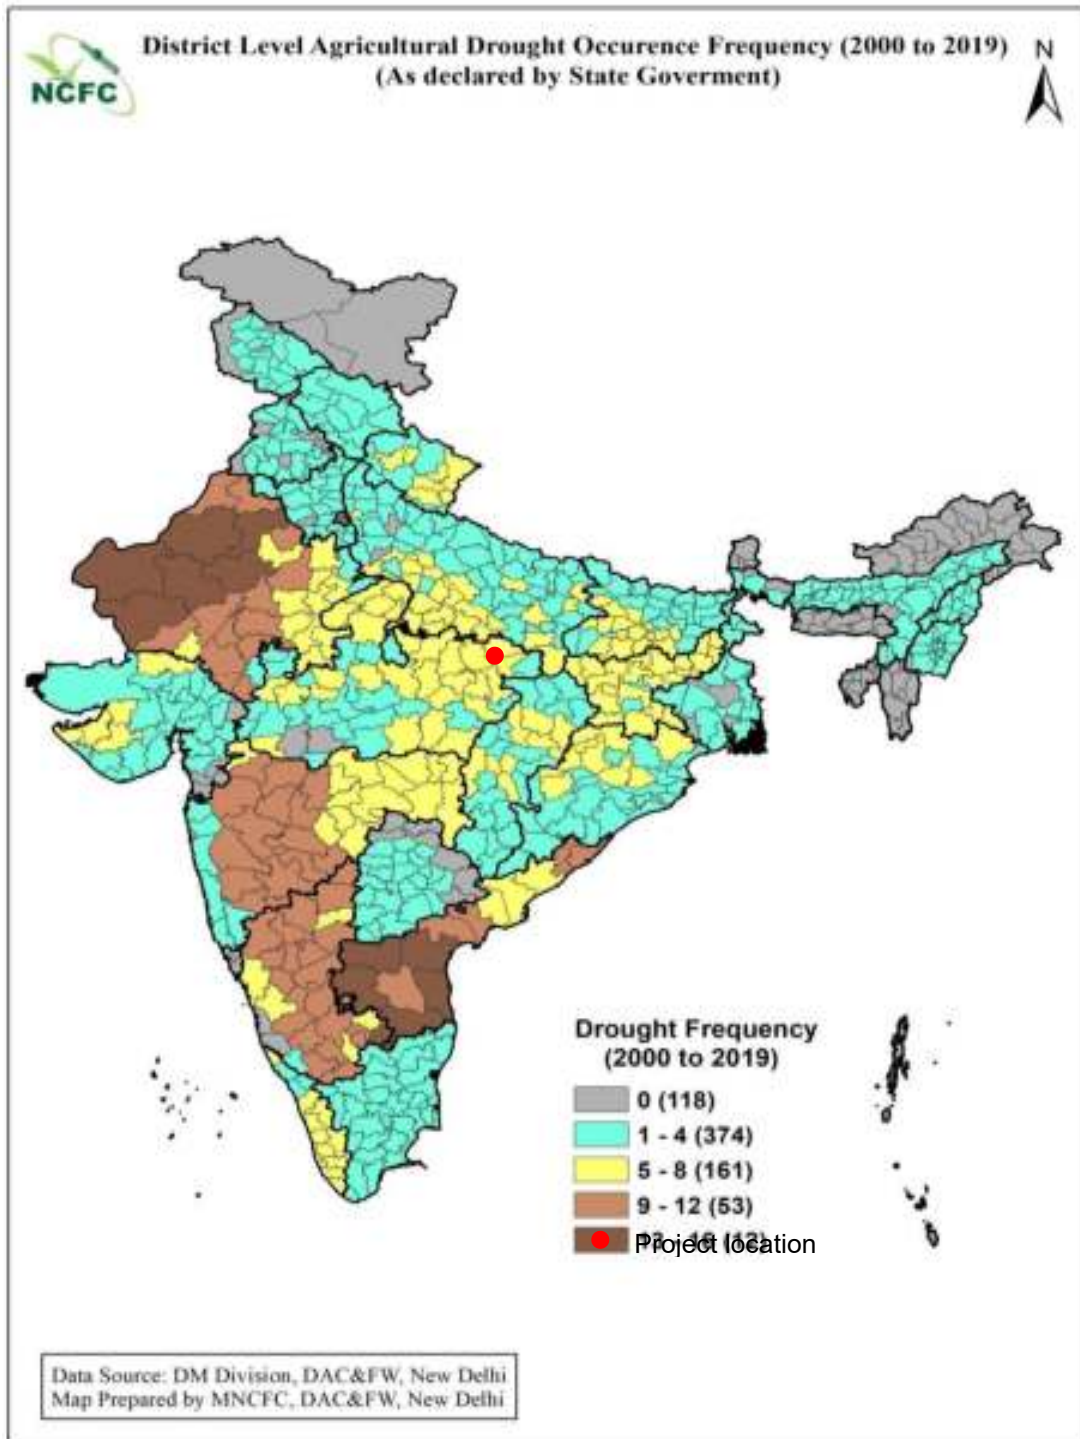 District Level Agricultural Drought Occurence Frequency (2000 to 2019)
(As declared by State Goverment)
N
NCFC
Drought Frequency
(2000 to 2019)
0 (118)
1 - 4 (374)
5 - 8 (161)
9 - 12 (53)
Project location
Data Source: DM Division, DAC&FW, New Delhi
Map Prepared by MNCFC, DAC&FW, New Delhi